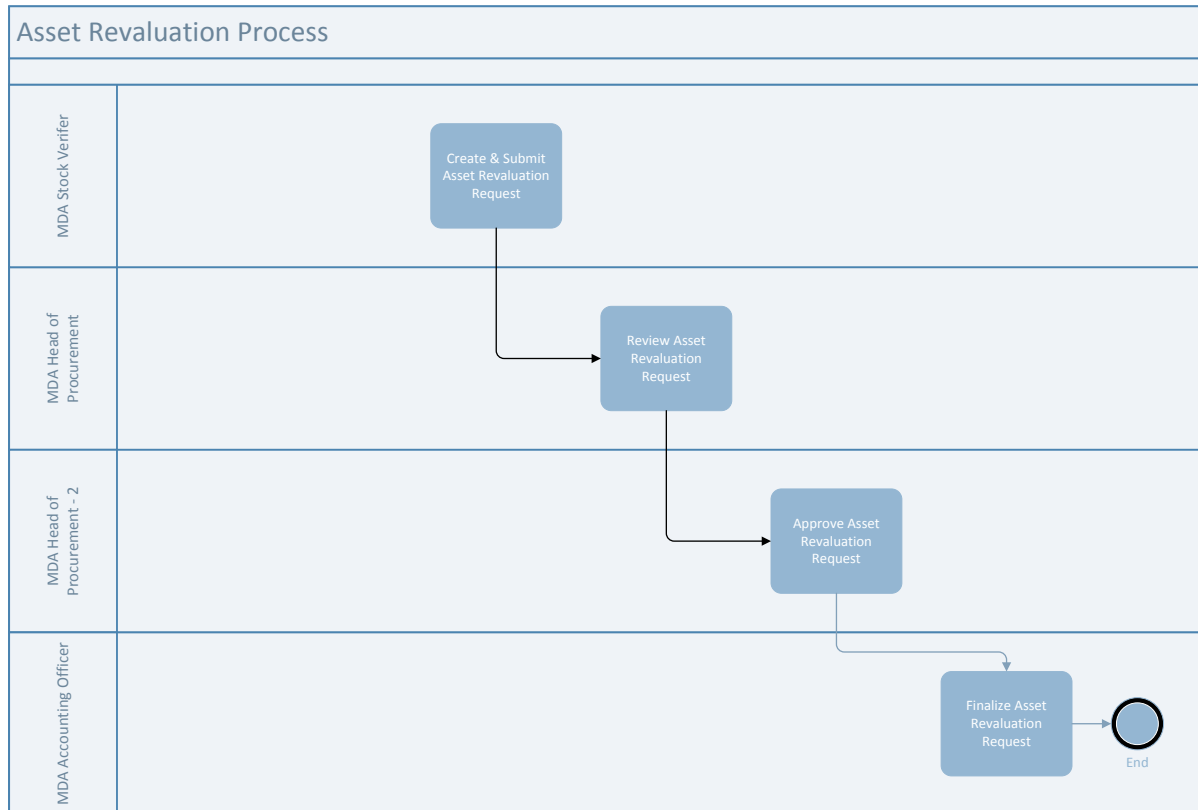 Asset Revaluation Process
MDA Stock Verifer
Create & Submit
Asset Revaluation
Request
MDA Head of
Procurement
Review Asset
Revaluation
Request
MDA Head of
Procurement - 2
Approve Asset
Revaluation
Request
MDA Accounting Officer
Finalize Asset
Revaluation
Request
End